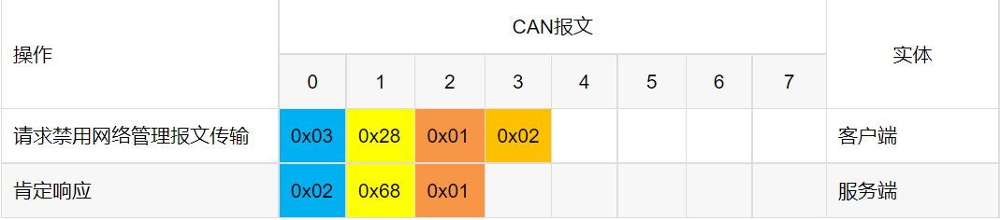 操作 CAN报文 实体
0 1 2 3 4 5 6 7
请求禁用网络管理报文传输 0x03 0x28 0x01 0x02 客户端
肯定响应 0x02 0x68 0x01 服务端